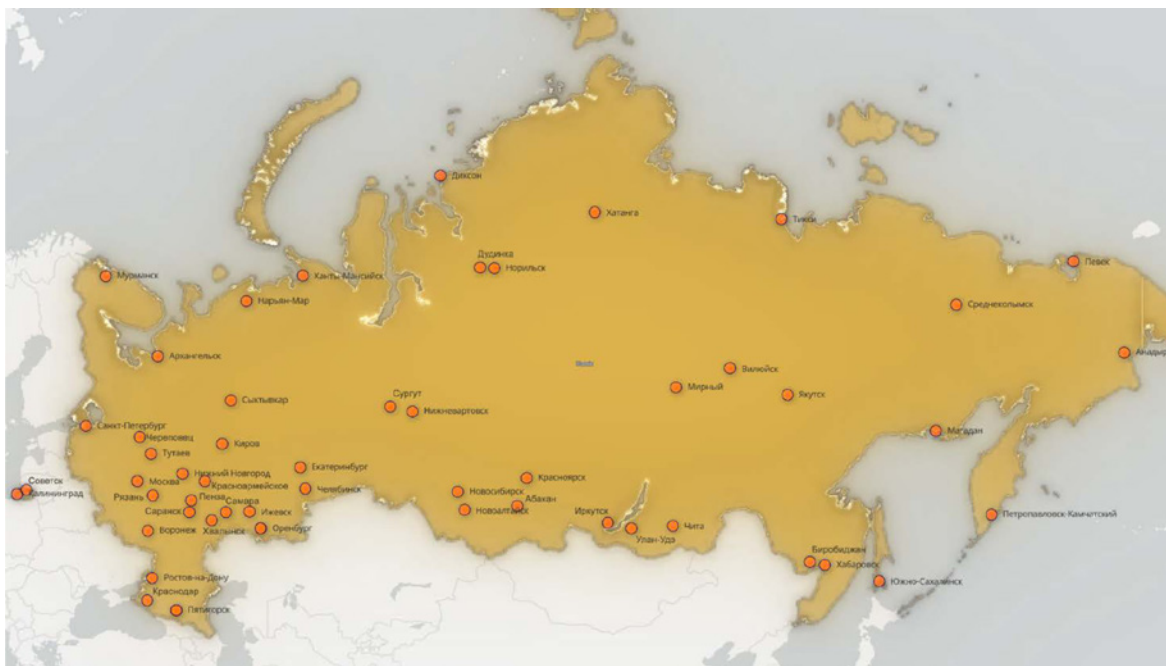 Диксон
Хатанга
Тикси
Дудинка
Норильск
Певек
Мурманск
Ханты-Мансийск
Нарьян-Мар
Среднеколымск
Анадыр
Архангельск
Russia
Вилюйск
Мирный
Якутск
Сургут
Нижневартовск
Сыктывкар
Санкт-Петербург
Череповец
Киров
Магадан
Тутаев
Екатеринбург
Нижний Новгород
Москва
Красноармейское
Челябинск
Красноярск
Советск
Калининград
Рязань
Пенза
Самара
Новосибирск
Абакан
Саранск
Ижевск
Новоалтайск
Иркутск
Петропавловск-Камчатский
Воронеж
Хвалынск
Оренбург
Улан-Удэ
Чита
Биробиджан
Хабаровск
Ростов-на-Дону
Южно-Сахалинск
Краснодар
Пятигорск